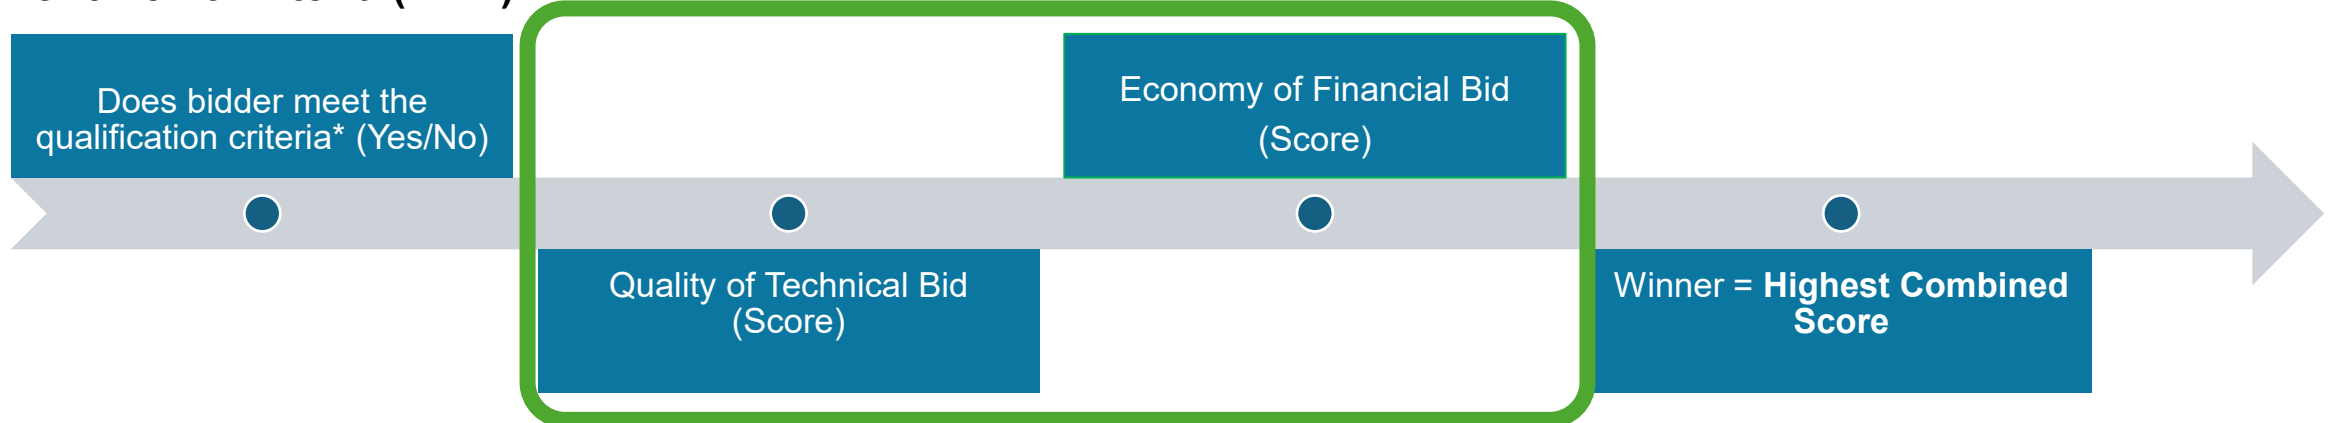 Does bidder meet the
qualification criteria* (Yes/No)
Quality of Technical Bid
(Score)
Economy of Financial Bid
(Score)
Winner = Highest Combined
Score